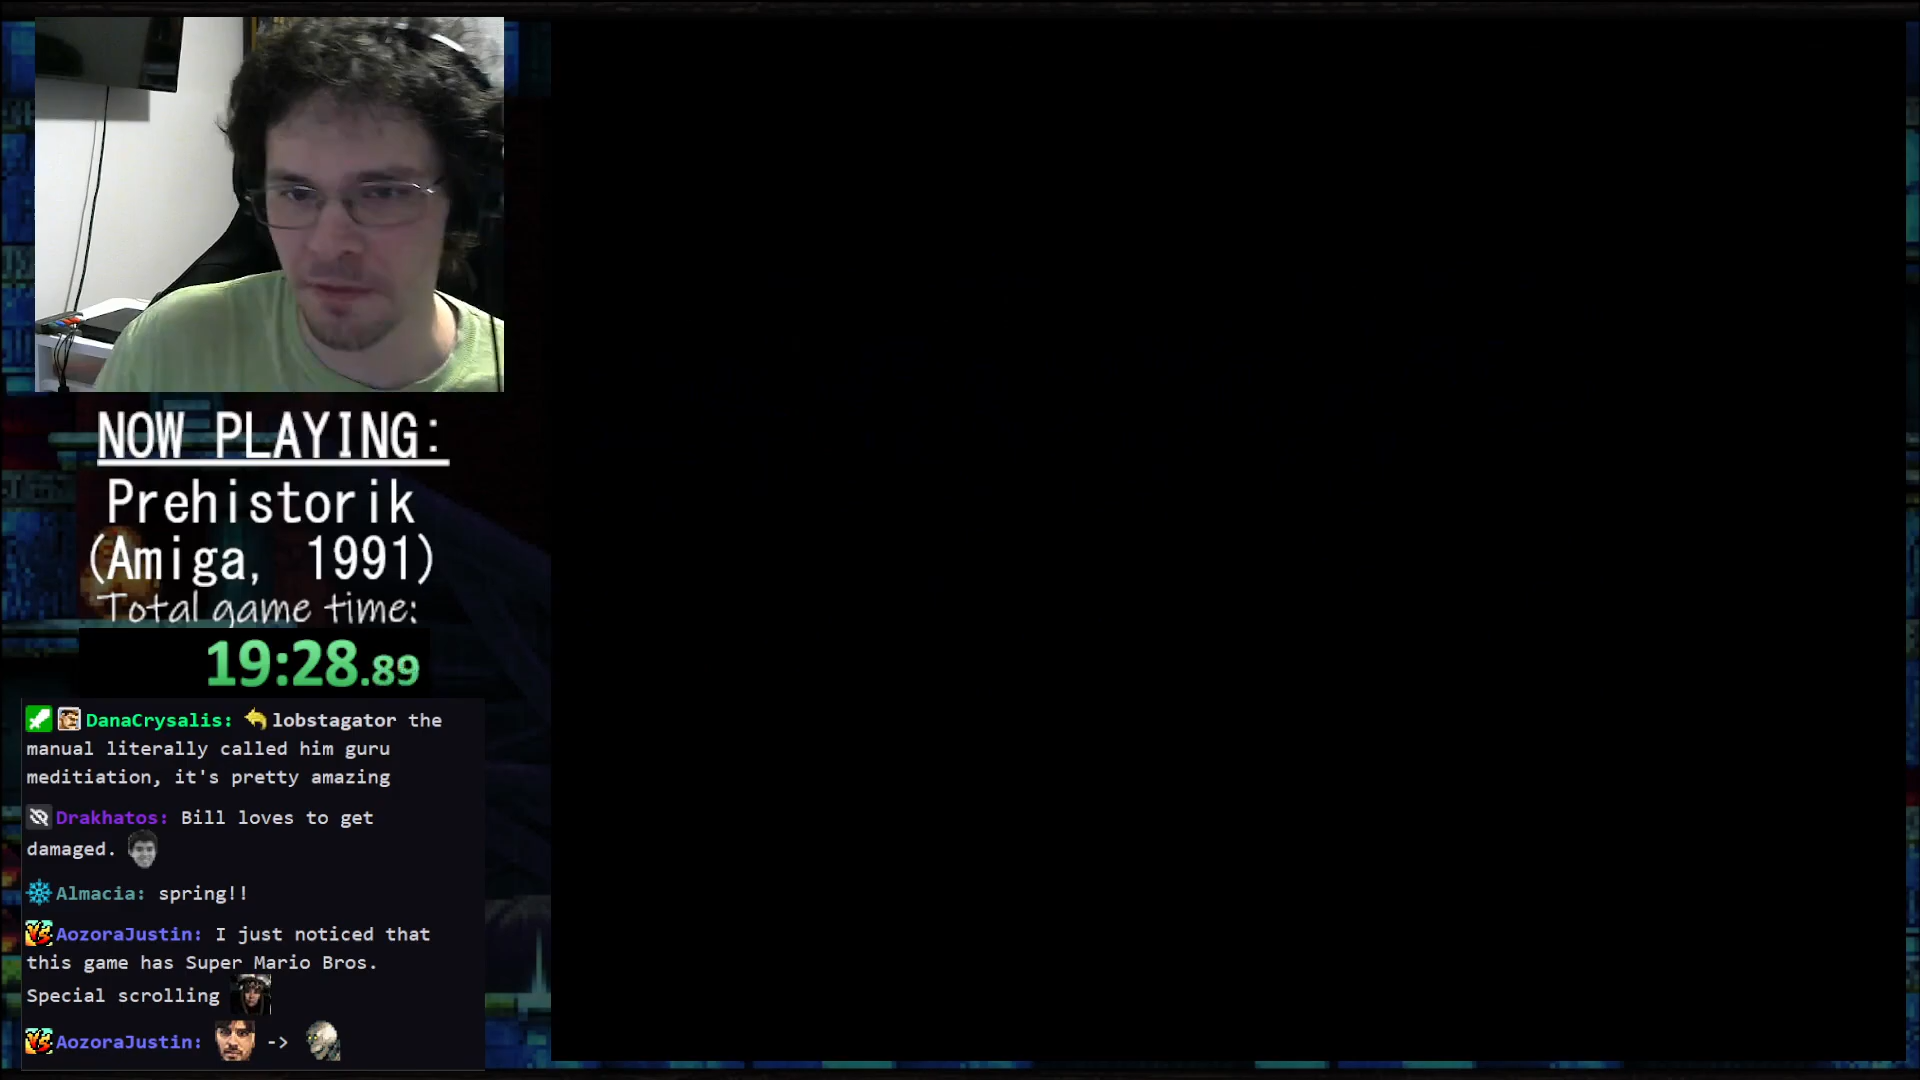 NOW PLAYING:
Prehistorik
(Amiga, 1991)
Total game time:
19:28.89
DanaCrysalis: lobstagator the
manual literally called him guru
meditiation, it's pretty amazing
Drakhatos: Bill loves to get
damaged.
Almacia: spring!!
AozoraJustin: I just noticed that
this game has Super Mario Bros.
Special scrolling
AozoraJustin: ->